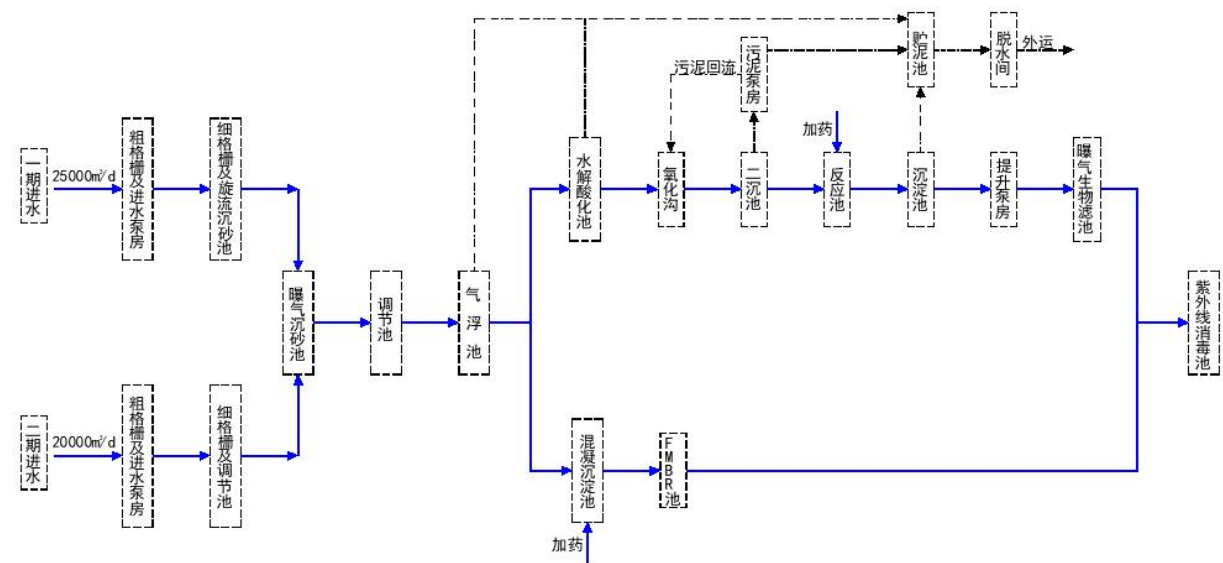 贮泥池
脱水间
外运
污泥泵房
污泥回流
加药
一期进水
25000m³/d
粗格栅及进水泵房
细格栅及旋流沉砂池
水解酸化池
氧化沟
二沉池
反应池
沉淀池
提升泵房
曝气生物滤池
曝气沉砂池
调节池
气浮池
紫外线消毒池
二期进水
20000m³/d
粗格栅及进水泵房
细格栅及调节池
混凝沉淀池
FMBR池
加药